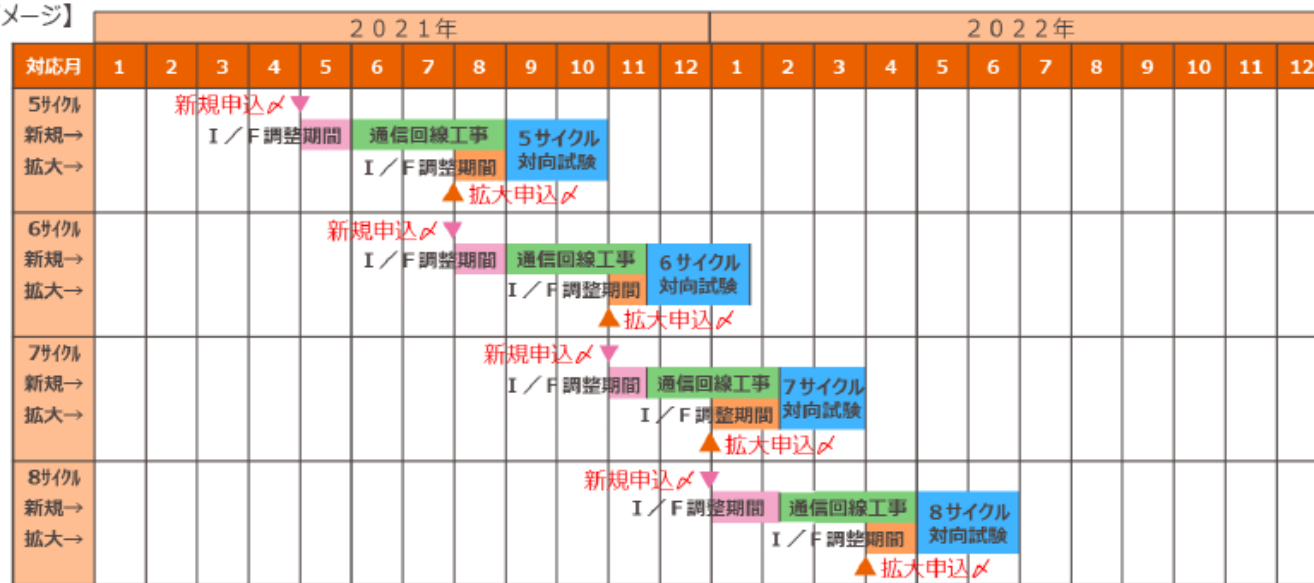 メージ】
２０２１年 ２０２２年
対応月 1 2 3 4 5 6 7 8 9 10 11 12 1 2 3 4 5 6 7 8 9 10 11 12
5ｻｲｸﾙ 新規申込〆▼
新規→ Ｉ／Ｆ調整期間 通信回線工事 5サイクル
拡大→ Ｉ／Ｆ調整期間 対向試験
▲拡大申込〆
6ｻｲｸﾙ 新規申込〆▼
新規→ Ｉ／Ｆ調整期間 通信回線工事 6サイクル
拡大→ Ｉ／Ｆ調整期間 対向試験
▲拡大申込〆
7ｻｲｸﾙ 新規申込〆▼
新規→ Ｉ／Ｆ調整期間 通信回線工事 7サイクル
拡大→ Ｉ／Ｆ調整期間 対向試験
▲拡大申込〆
8ｻｲｸﾙ 新規申込〆▼
新規→ Ｉ／Ｆ調整期間 通信回線工事 8サイクル
拡大→ Ｉ／Ｆ調整期間 対向試験
▲拡大申込〆